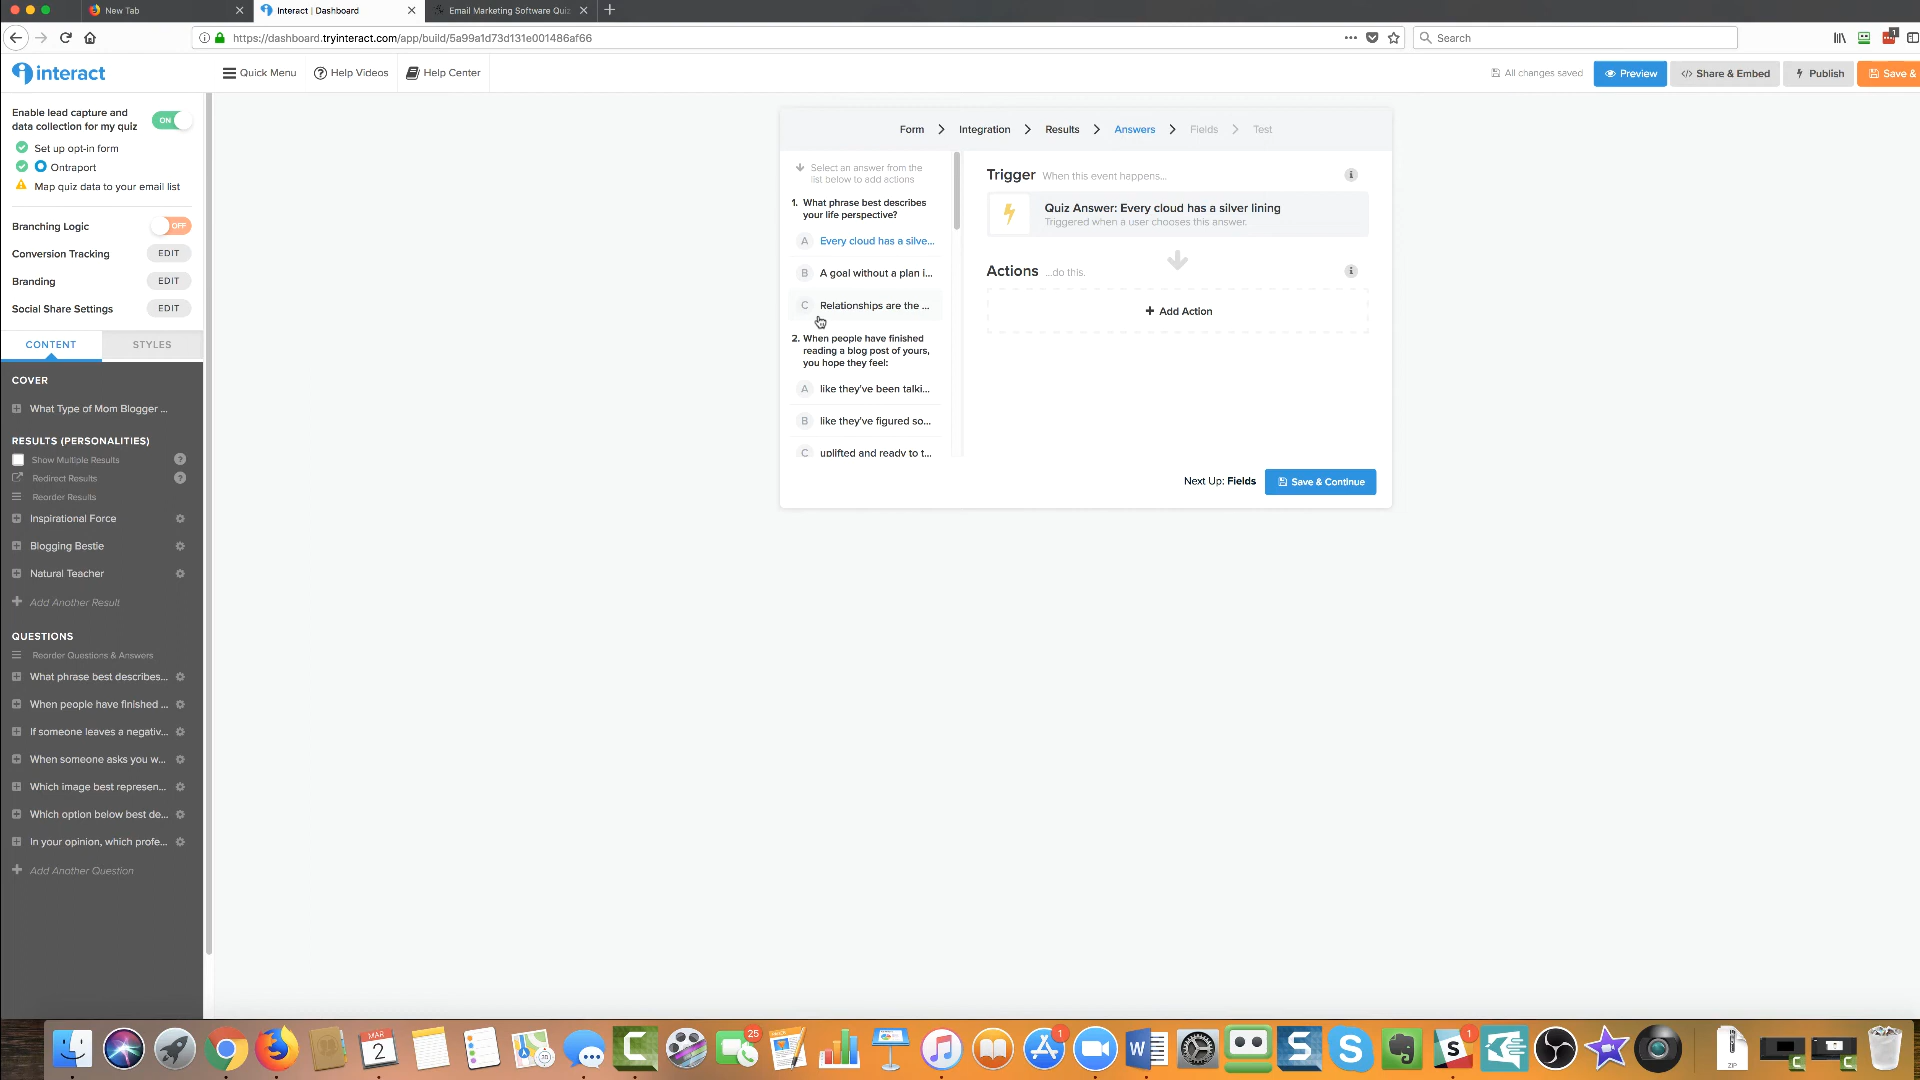 New Tab
Interact | Dashboard
Email Marketing Software Quiz
https://dashboard.tryinteract.com/app/build/5a99a1d73d131e001486af66
Search
1
interact
Quick Menu
Help Videos
Help Center
All changes saved
Preview
</> Share & Embed
Publish
Save &
Enable lead capture and
data collection for my quiz
ON
Set up opt-in form
Ontraport
Map quiz data to your email list
Branching Logic
OFF
Conversion Tracking
EDIT
Branding
EDIT
Social Share Settings
EDIT
CONTENT
STYLES
COVER
What Type of Mom Blogger ...
RESULTS (PERSONALITIES)
Show Multiple Results
?
Redirect Results
?
Reorder Results
Inspirational Force
Blogging Bestie
Natural Teacher
Add Another Result
QUESTIONS
Reorder Questions & Answers
What phrase best describes...
When people have finished ...
If someone leaves a negativ...
When someone asks you w...
Which image best represen...
Which option below best de...
In your opinion, which profe...
Add Another Question
Form
Integration
Results
Answers
Fields
Test
Select an answer from the
list below to add actions
1. What phrase best describes
your life perspective?
A Every cloud has a silve...
B A goal without a plan i...
C Relationships are the ...
2. When people have finished
reading a blog post of yours,
you hope they feel:
A like they've been talki...
B like they've figured so...
C uplifted and ready to t...
Trigger When this event happens...
Quiz Answer: Every cloud has a silver lining
Triggered when a user chooses this answer.
Actions ...do this.
+ Add Action
Next Up: Fields
Save & Continue
MAR
2
25
1
1
ZIP